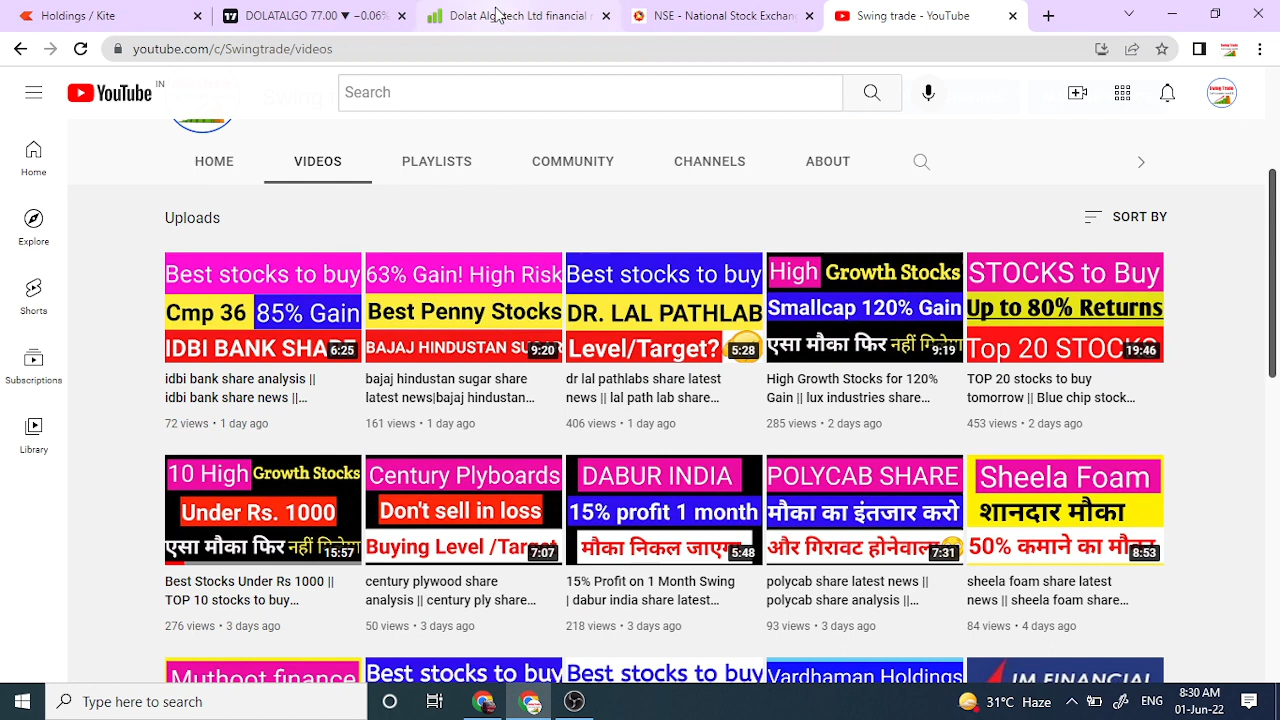 Kite
DOLATALGO 77.00 ▼ −0.06%
Dolat Algotech Ltd financial r
NSE - National Stock Exchan
Swing trade - YouTube
youtube.com/c/Swingtrade/videos
YouTube IN
Search
HOME VIDEOS PLAYLISTS COMMUNITY CHANNELS ABOUT
Home
Explore
Shorts
Subscriptions
Library
Uploads
SORT BY
Best stocks to buy
Cmp 36 85% Gain
IDBI BANK SHA 6:25
idbi bank share analysis ||
idbi bank share news ||...
72 views • 1 day ago
63% Gain! High Risk
Best Penny Stocks
BAJAJ HINDUSTAN SUGAR 9:20
bajaj hindustan sugar share
latest news|bajaj hindustan...
161 views • 1 day ago
Best stocks to buy
DR. LAL PATHLAB
Level/Target? 5:28
dr lal pathlabs share latest
news || lal path lab share...
406 views • 1 day ago
High Growth Stocks
Smallcap 120% Gain
एसा मौका फिर नहीं मिलेगा 9:19
High Growth Stocks for 120%
Gain || lux industries share...
285 views • 2 days ago
STOCKS to Buy
Up to 80% Returns
Top 20 STOCKS 19:46
TOP 20 stocks to buy
tomorrow || Blue chip stock...
453 views • 2 days ago
10 High Growth Stocks
Under Rs. 1000
एसा मौका फिर नहीं मिलेगा 15:57
Best Stocks Under Rs 1000 ||
TOP 10 stocks to buy...
276 views • 3 days ago
Century Plyboards
Don't sell in loss
Buying Level /Target 7:07
century plywood share
analysis || century ply share...
50 views • 3 days ago
DABUR INDIA
15% profit 1 month
मौका निकल जाएगा 5:48
15% Profit on 1 Month Swing
| dabur india share latest...
218 views • 3 days ago
POLYCAB SHARE
मौका का इंतजार करो
और गिरावट होनेवाला 7:31
polycab share latest news ||
polycab share analysis ||...
93 views • 3 days ago
Sheela Foam
शानदार मौका
50% कमाने का मौका 8:53
sheela foam share latest
news || sheela foam share...
84 views • 4 days ago
Muthoot finance
Best stocks to buy
Best stocks to buy
Vardhaman Holdings
JM FINANCIAL
Type here to search
31°C Haze
ENG
8:30 AM
01-Jun-22